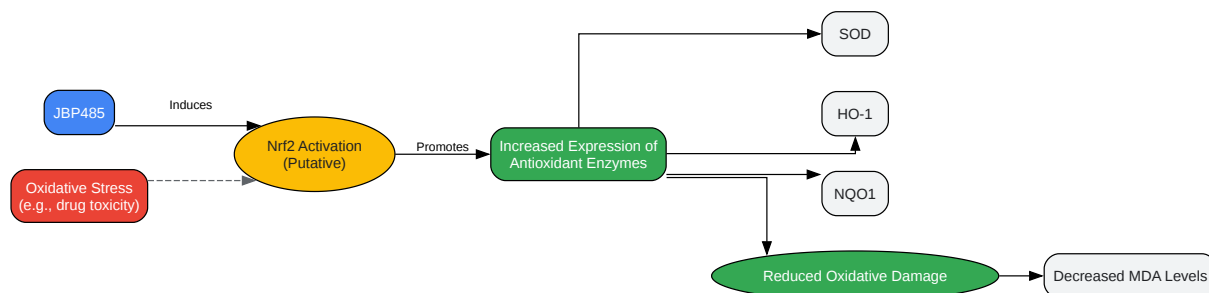 SOD
JBP485
Induces
HO-1
Nrf2 Activation
(Putative)
Promotes
Increased Expression of
Antioxidant Enzymes
Oxidative Stress
(e.g., drug toxicity)
NQO1
Reduced Oxidative Damage
Decreased MDA Levels